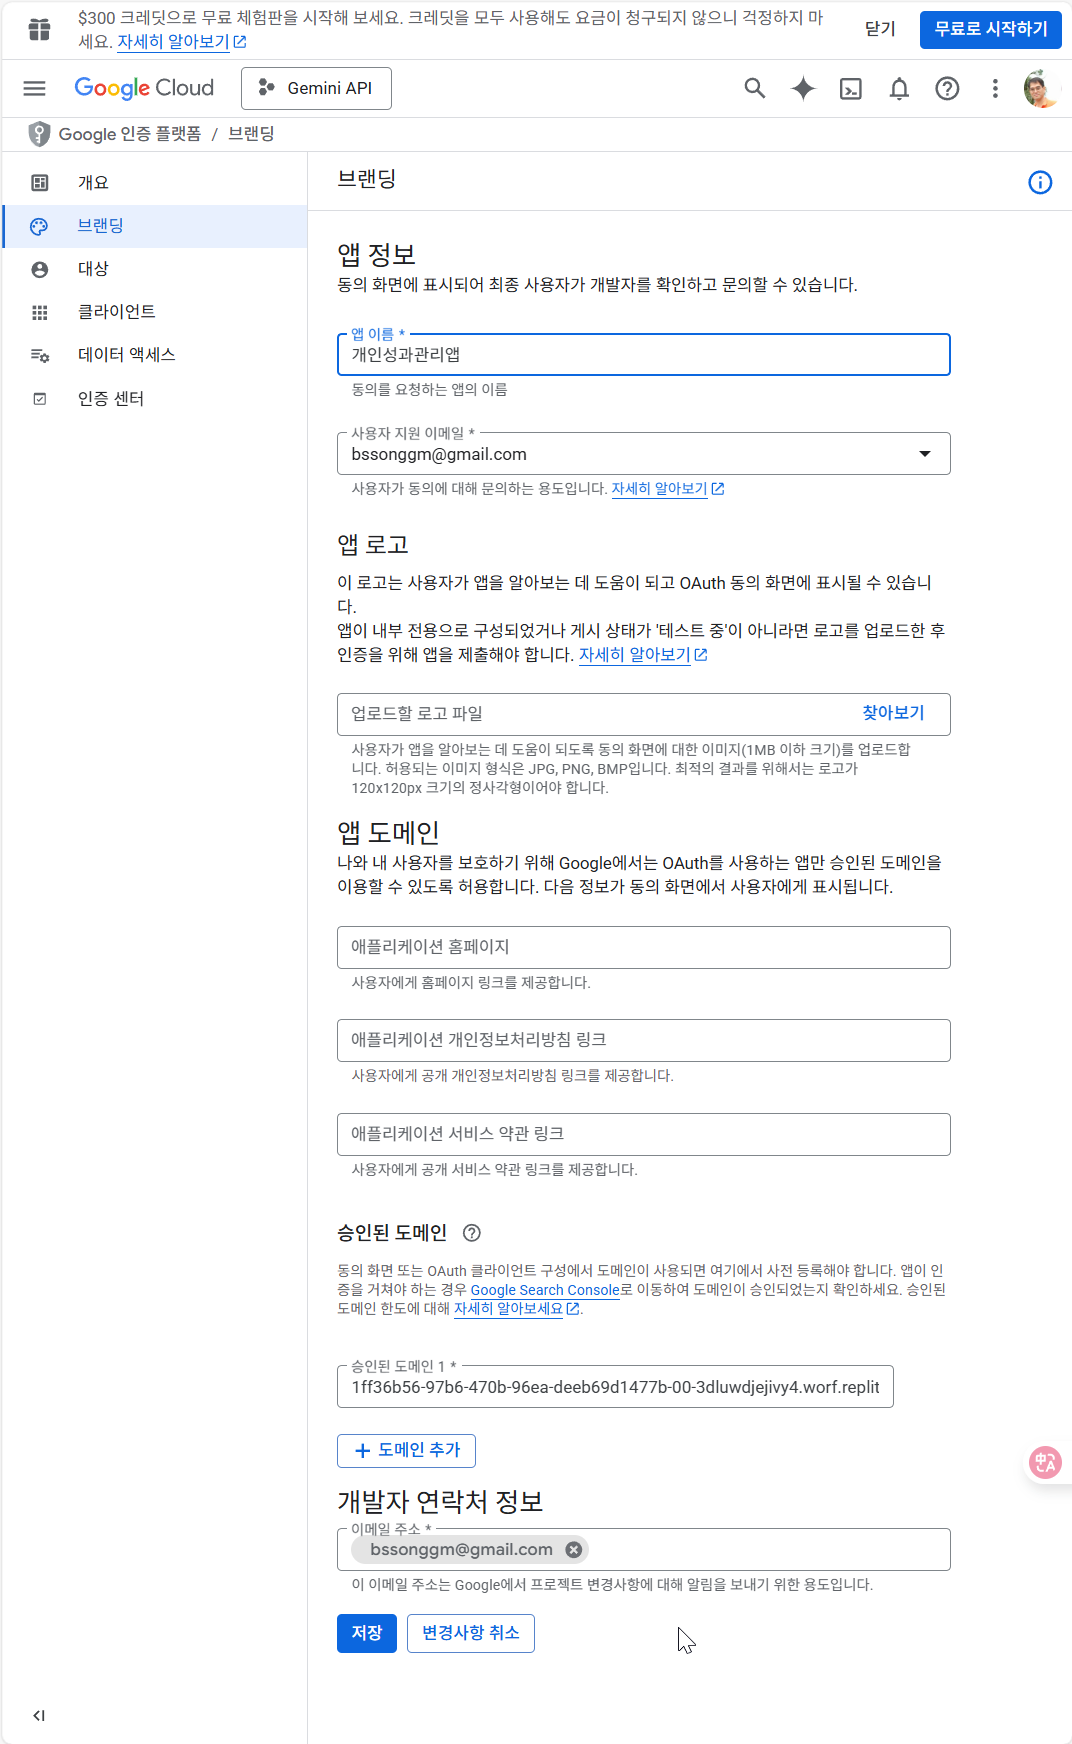 $300 크레딧으로 무료 체험판을 시작해 보세요. 크레딧을 모두 사용해도 요금이 청구되지 않으니 걱정하지 마
세요. 자세히 알아보기
닫기
무료로 시작하기
Google Cloud
Gemini API
Google 인증 플랫폼 / 브랜딩
개요
브랜딩
대상
클라이언트
데이터 액세스
인증 센터
브랜딩
앱 정보
동의 화면에 표시되어 최종 사용자가 개발자를 확인하고 문의할 수 있습니다.
앱 이름 *
개인성과관리앱
동의를 요청하는 앱의 이름
사용자 지원 이메일 *
bssonggm@gmail.com
사용자가 동의에 대해 문의하는 용도입니다. 자세히 알아보기
앱 로고
이 로고는 사용자가 앱을 알아보는 데 도움이 되고 OAuth 동의 화면에 표시될 수 있습니
다.
앱이 내부 전용으로 구성되었거나 게시 상태가 '테스트 중'이 아니라면 로고를 업로드한 후
인증을 위해 앱을 제출해야 합니다. 자세히 알아보기
업로드할 로고 파일
찾아보기
사용자가 앱을 알아보는 데 도움이 되도록 동의 화면에 대한 이미지(1MB 이하 크기)를 업로드합
니다. 허용되는 이미지 형식은 JPG, PNG, BMP입니다. 최적의 결과를 위해서는 로고가
120x120px 크기의 정사각형이어야 합니다.
앱 도메인
나와 내 사용자를 보호하기 위해 Google에서는 OAuth를 사용하는 앱만 승인된 도메인을
이용할 수 있도록 허용합니다. 다음 정보가 동의 화면에서 사용자에게 표시됩니다.
애플리케이션 홈페이지
사용자에게 홈페이지 링크를 제공합니다.
애플리케이션 개인정보처리방침 링크
사용자에게 공개 개인정보처리방침 링크를 제공합니다.
애플리케이션 서비스 약관 링크
사용자에게 공개 서비스 약관 링크를 제공합니다.
승인된 도메인
동의 화면 또는 OAuth 클라이언트 구성에서 도메인이 사용되면 여기에서 사전 등록해야 합니다. 앱이 인
증을 거쳐야 하는 경우 Google Search Console로 이동하여 도메인이 승인되었는지 확인하세요. 승인된
도메인 한도에 대해 자세히 알아보세요.
승인된 도메인 1 *
1ff36b56-97b6-470b-96ea-deeb69d1477b-00-3dluwdjejivy4.worf.replit
+ 도메인 추가
개발자 연락처 정보
이메일 주소 *
bssonggm@gmail.com
이 이메일 주소는 Google에서 프로젝트 변경사항에 대해 알림을 보내기 위한 용도입니다.
저장
변경사항 취소